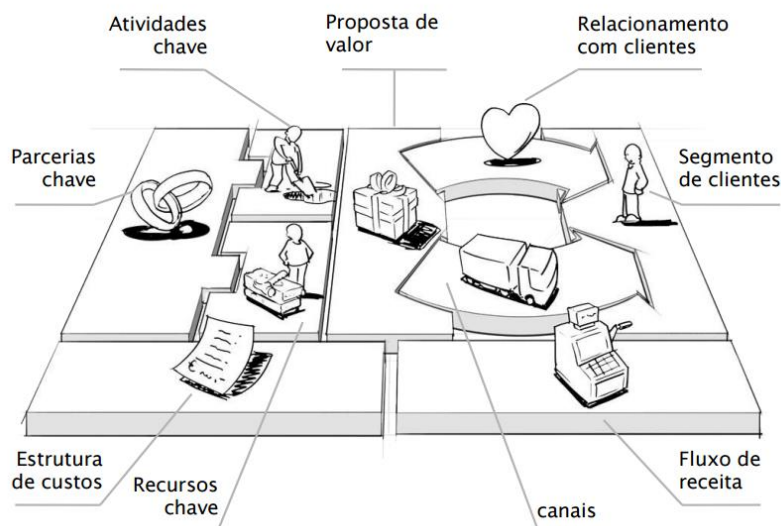 Atividades
chave
Proposta de
valor
Relacionamento
com clientes
Parcerias
chave
Segmento
de clientes
Estrutura
de custos
Recursos
chave
canais
Fluxo de
receita